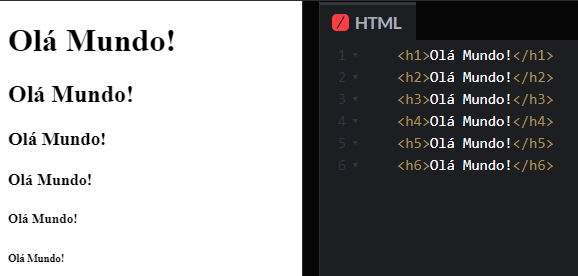 Olá Mundo!
Olá Mundo!
Olá Mundo!
Olá Mundo!
Olá Mundo!
Olá Mundo!
HTML
1 <h1>Olá Mundo!</h1>
2 <h2>Olá Mundo!</h2>
3 <h3>Olá Mundo!</h3>
4 <h4>Olá Mundo!</h4>
5 <h5>Olá Mundo!</h5>
6 <h6>Olá Mundo!</h6>